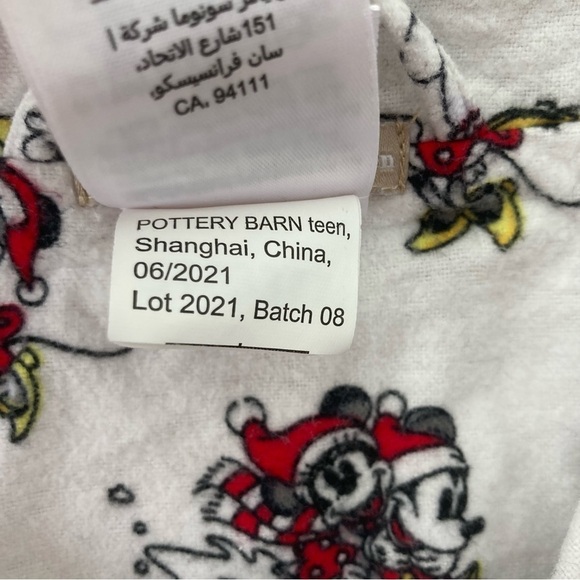 سونوما شركة |
151شارع الاتحاد،
سان فرانسيسكو،
CA، 94111
POTTERY BARN teen,
Shanghai, China,
06/2021
Lot 2021, Batch 08